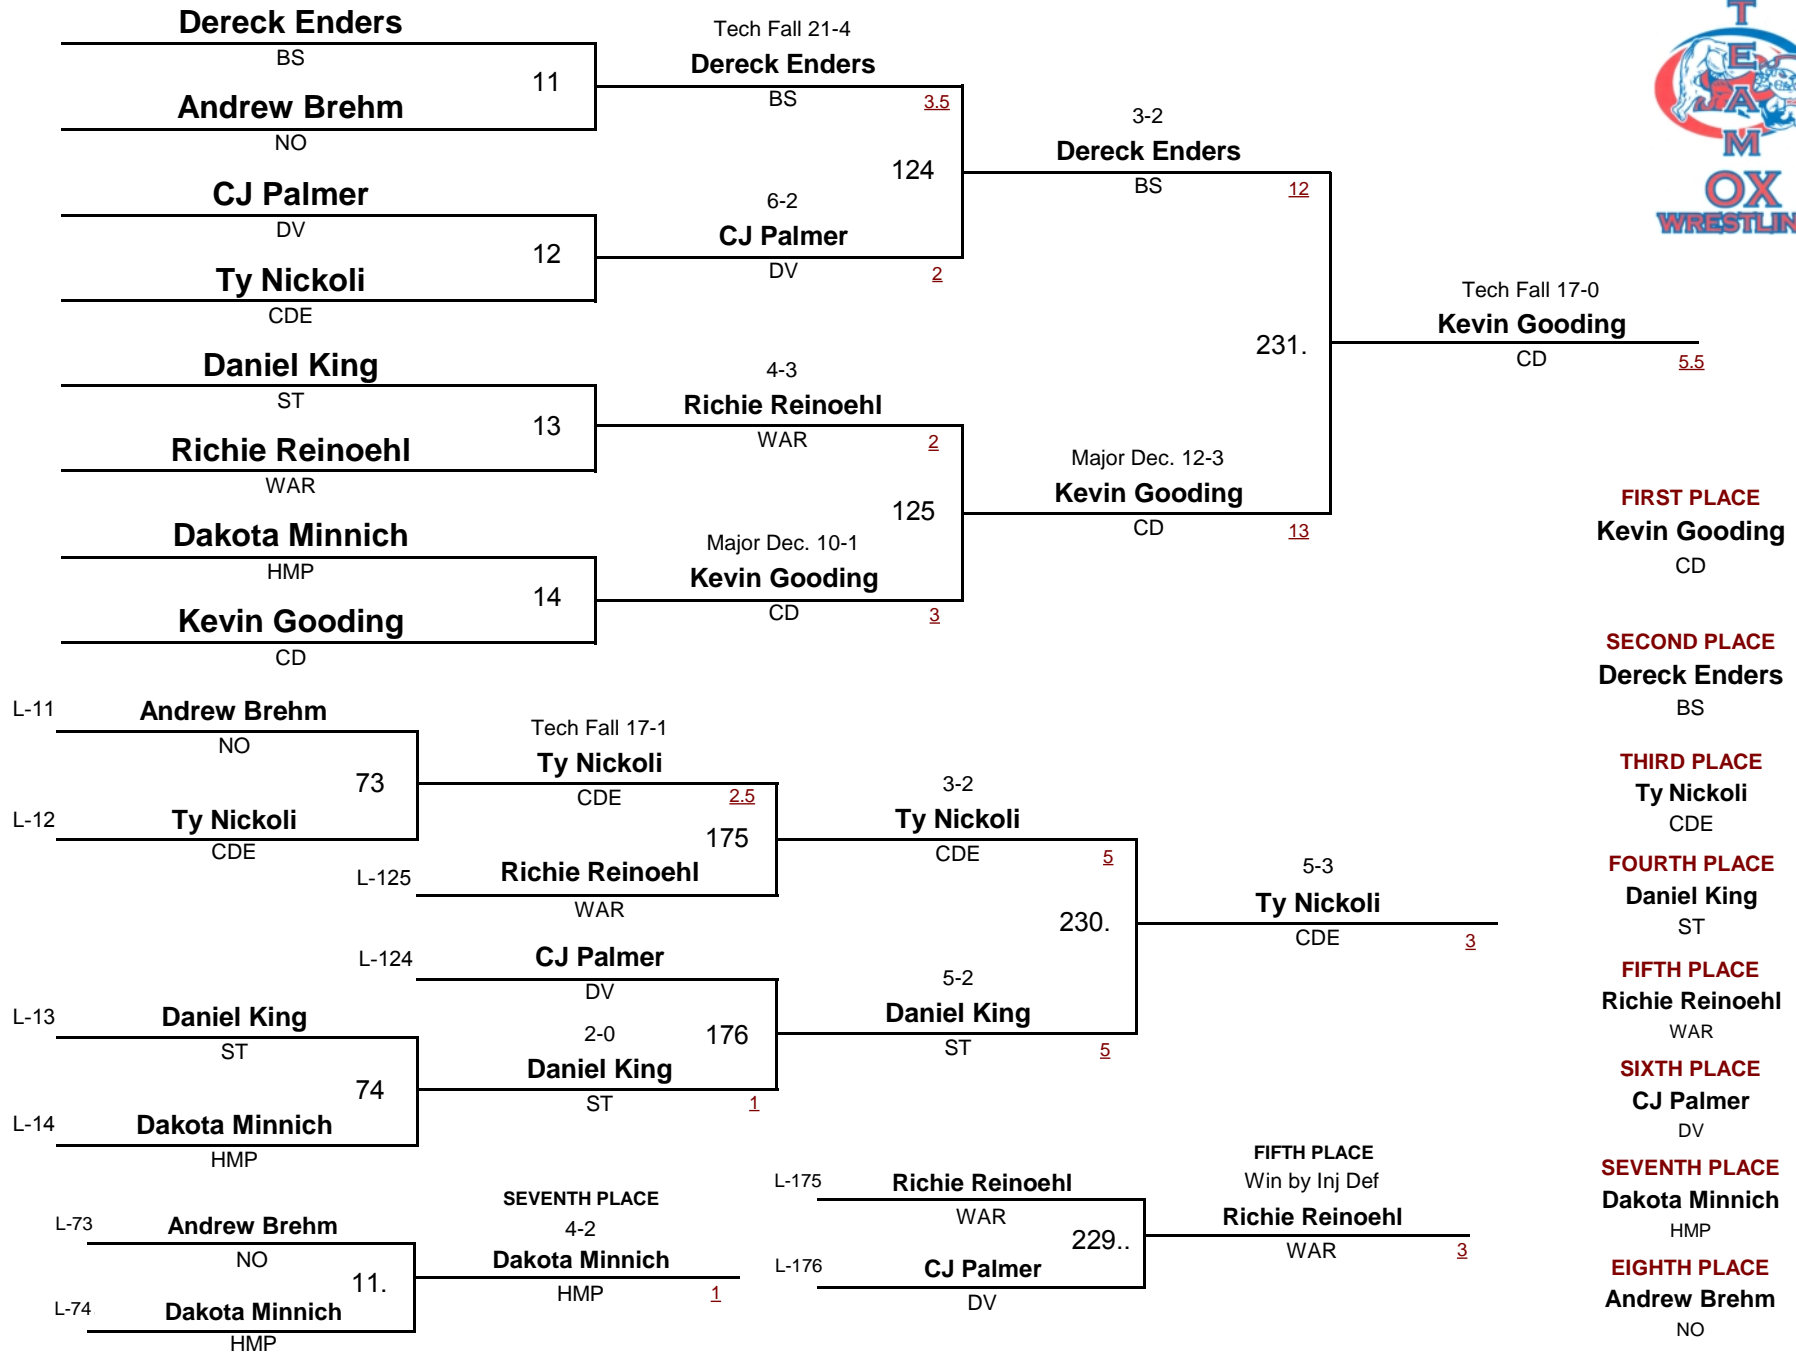 Dereck Enders
BS
11
Andrew Brehm
NO
CJ Palmer
DV
12
Ty Nickoli
CDE
Daniel King
ST
13
Richie Reinoehl
WAR
Dakota Minnich
HMP
14
Kevin Gooding
CD
Tech Fall 21-4
Dereck Enders
BS
3.5
124
6-2
CJ Palmer
DV
2
4-3
Richie Reinoehl
WAR
2
125
Major Dec. 10-1
Kevin Gooding
CD
3
3-2
Dereck Enders
BS
12
231.
Major Dec. 12-3
Kevin Gooding
CD
13
Tech Fall 17-0
Kevin Gooding
CD
5.5
TEAM
OX
L-11
Andrew Brehm
NO
73
L-12
Ty Nickoli
CDE
Tech Fall 17-1
Ty Nickoli
CDE
2.5
175
L-125
Richie Reinoehl
WAR
L-124
CJ Palmer
DV
L-13
Daniel King
ST
74
L-14
Dakota Minnich
HMP
176
2-0
Daniel King
ST
1
3-2
Ty Nickoli
CDE
5
230.
5-2
Daniel King
ST
5
5-3
Ty Nickoli
CDE
3
L-73
Andrew Brehm
NO
11.
L-74
Dakota Minnich
HMP
SEVENTH PLACE
4-2
Dakota Minnich
HMP
1
L-175
Richie Reinoehl
WAR
229..
L-176
CJ Palmer
DV
FIFTH PLACE
Win by Inj Def
Richie Reinoehl
WAR
3
FIRST PLACE
Kevin Gooding
CD
SECOND PLACE
Dereck Enders
BS
THIRD PLACE
Ty Nickoli
CDE
FOURTH PLACE
Daniel King
ST
FIFTH PLACE
Richie Reinoehl
WAR
SIXTH PLACE
CJ Palmer
DV
SEVENTH PLACE
Dakota Minnich
HMP
EIGHTH PLACE
Andrew Brehm
NO